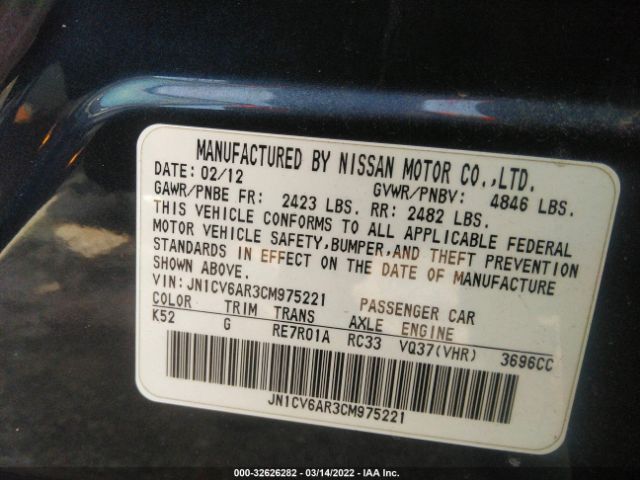 MANUFACTURED BY NISSAN MOTOR CO.,LTD.
DATE: 02/12 GVWR/PNBV: 4846 LBS.
GAWR/PNBE FR: 2423 LBS. RR: 2482 LBS.
THIS VEHICLE CONFORMS TO ALL APPLICABLE FEDERAL
MOTOR VEHICLE SAFETY,BUMPER,AND THEFT PREVENTION
STANDARDS IN EFFECT ON THE DATE OF MANUFACTURE
SHOWN ABOVE.
VIN:JN1CV6AR3CM975221 PASSENGER CAR
COLOR TRIM TRANS AXLE ENGINE
K52 G RE7R01A RC33 VQ37(VHR) 3696CC
JN1CV6AR3CM975221
000-32626282 - 03/14/2022 - IAA Inc.